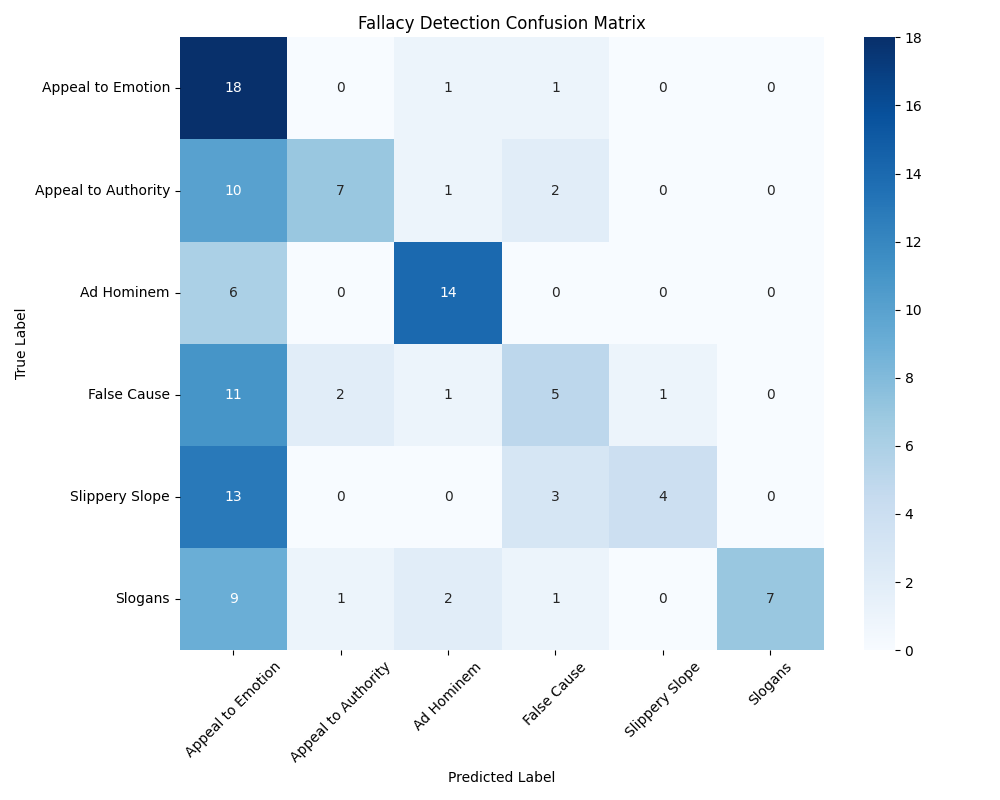 Fallacy Detection Confusion Matrix
Appeal to Emotion 18 0 1 1 0 0
Appeal to Authority 10 7 1 2 0 0
Ad Hominem 6 0 14 0 0 0
False Cause 11 2 1 5 1 0
Slippery Slope 13 0 0 3 4 0
Slogans 9 1 2 1 0 7
True Label
Appeal to Emotion Appeal to Authority Ad Hominem False Cause Slippery Slope Slogans
Predicted Label
18
16
14
12
10
8
6
4
2
0